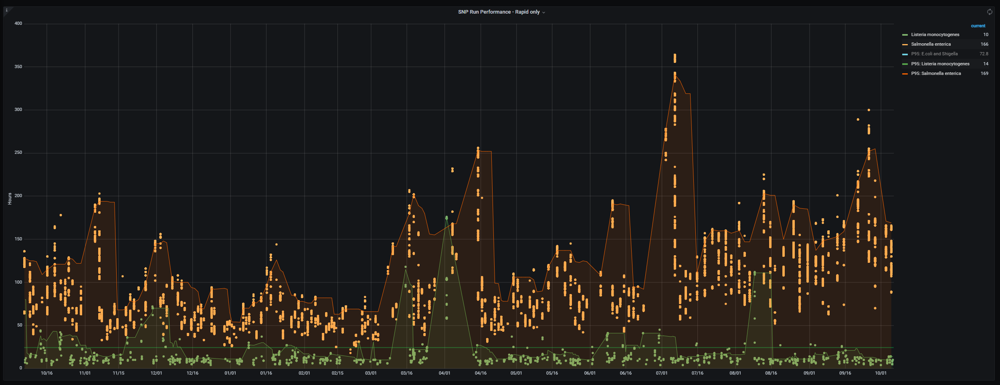 i
SNP Run Performance - Rapid only
current
Listeria monocytogenes 10
Salmonella enterica 166
P95: E.coli and Shigella 72.8
P95: Listeria monocytogenes 14
P95: Salmonella enterica 169
Hours
400
350
300
250
200
150
100
50
0
10/16 11/01 11/15 12/01 12/16 01/01 01/16 02/01 02/15 03/01 03/16 04/01 04/16 05/01 05/16 06/01 06/16 07/01 07/16 08/01 08/16 09/01 09/16 10/01